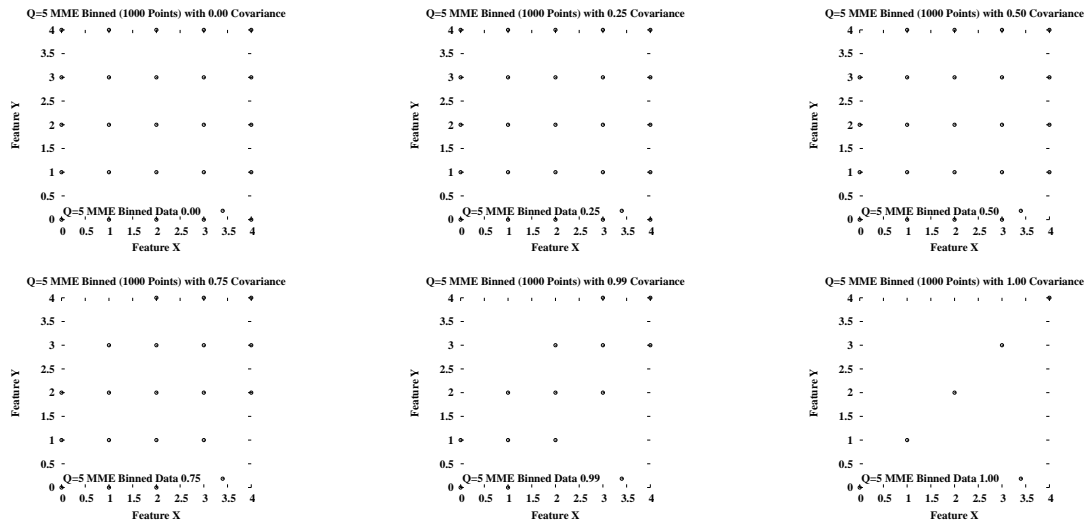 Q=5 MME Binned (1000 Points) with 0.00 Covariance
4
3.5
3
2.5
2
1.5
1
0.5
0
Feature Y
Q=5 MME Binned Data 0.00
0 0.5 1 1.5 2 2.5 3 3.5 4
Feature X
Q=5 MME Binned (1000 Points) with 0.25 Covariance
4
3.5
3
2.5
2
1.5
1
0.5
0
Feature Y
Q=5 MME Binned Data 0.25
0 0.5 1 1.5 2 2.5 3 3.5 4
Feature X
Q=5 MME Binned (1000 Points) with 0.50 Covariance
4
3.5
3
2.5
2
1.5
1
0.5
0
Feature Y
Q=5 MME Binned Data 0.50
0 0.5 1 1.5 2 2.5 3 3.5 4
Feature X
Q=5 MME Binned (1000 Points) with 0.75 Covariance
4
3.5
3
2.5
2
1.5
1
0.5
0
Feature Y
Q=5 MME Binned Data 0.75
0 0.5 1 1.5 2 2.5 3 3.5 4
Feature X
Q=5 MME Binned (1000 Points) with 0.99 Covariance
4
3.5
3
2.5
2
1.5
1
0.5
0
Feature Y
Q=5 MME Binned Data 0.99
0 0.5 1 1.5 2 2.5 3 3.5 4
Feature X
Q=5 MME Binned (1000 Points) with 1.00 Covariance
4
3.5
3
2.5
2
1.5
1
0.5
0
Feature Y
Q=5 MME Binned Data 1.00
0 0.5 1 1.5 2 2.5 3 3.5 4
Feature X